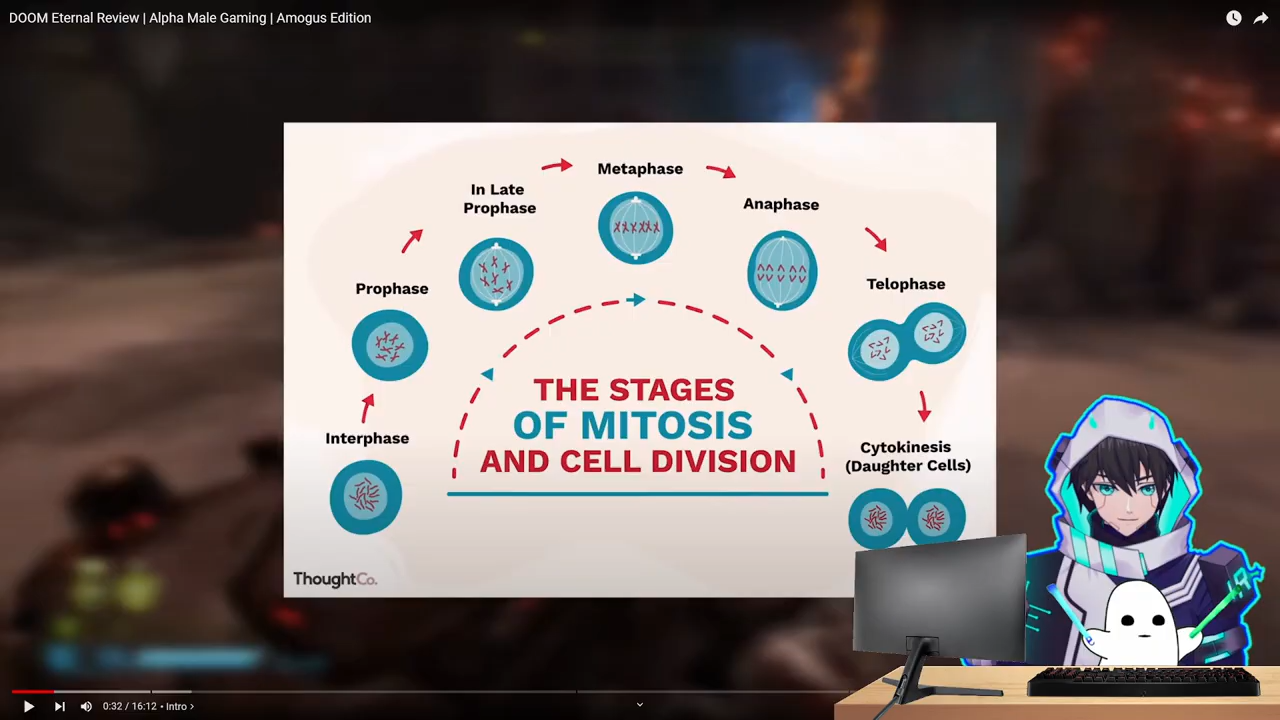 DOOM Eternal Review | Alpha Male Gaming | Amogus Edition
Metaphase
In Late
Prophase
Anaphase
Prophase
Telophase
THE STAGES
OF MITOSIS
AND CELL DIVISION
Interphase
Cytokinesis
(Daughter Cells)
ThoughtCo.
0:32 / 16:12 • Intro